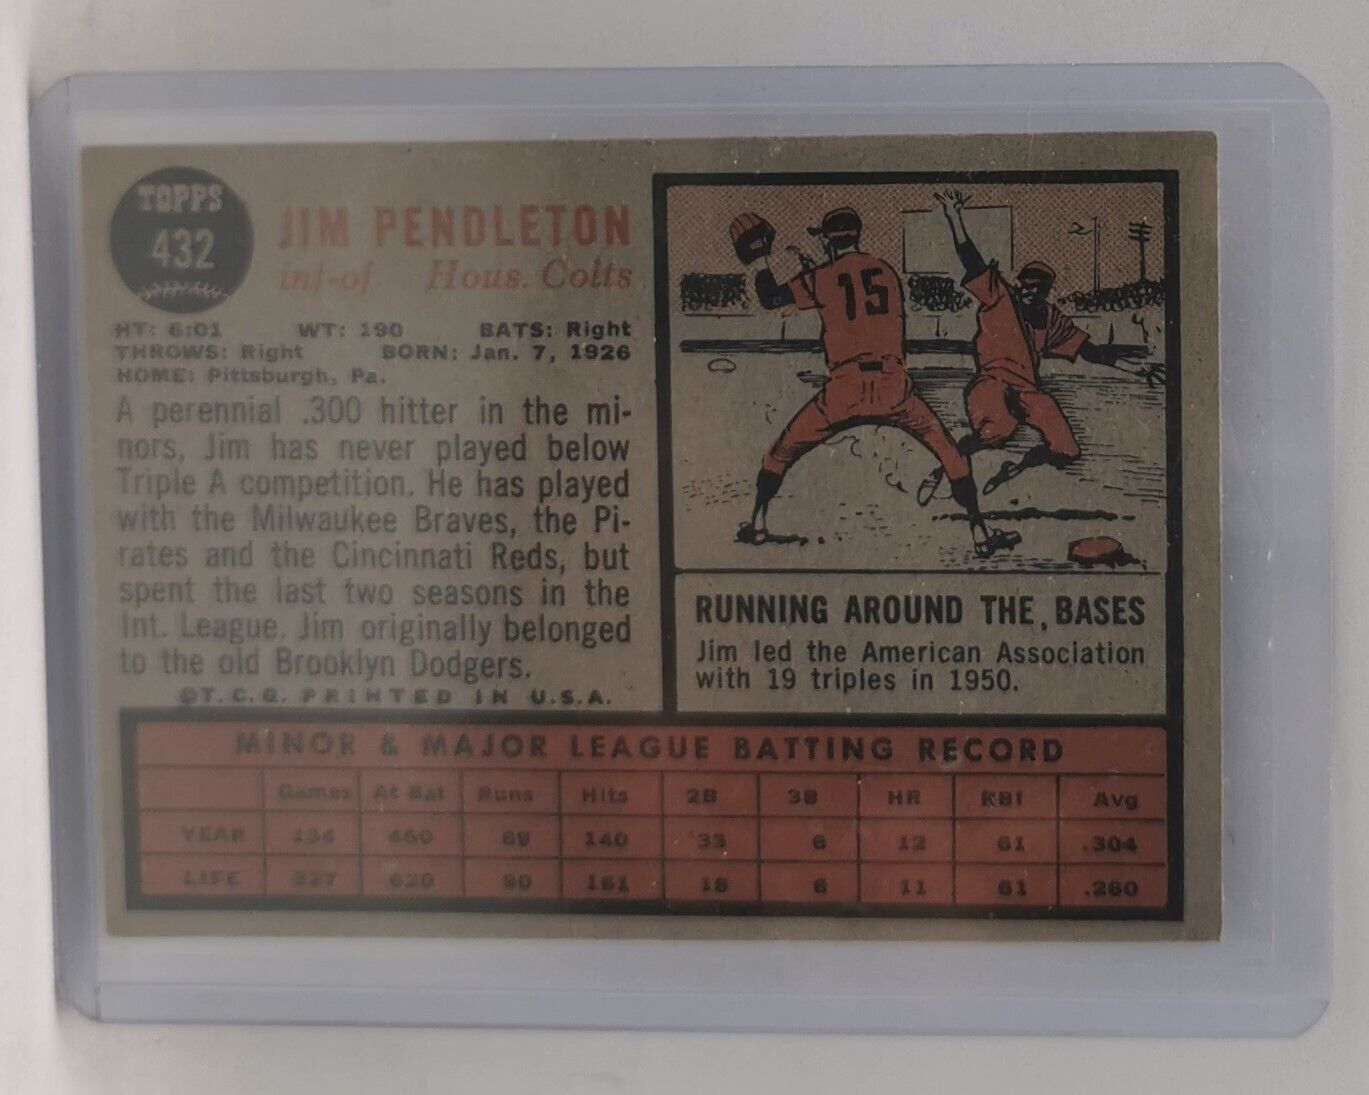 TOPPS
432
JIM PENDLETON
inf-of Hous. Colts
HT: 6:01 WT: 190 BATS: Right
THROWS: Right BORN: Jan. 7, 1926
HOME: Pittsburgh, Pa.
A perennial .300 hitter in the mi-
nors, Jim has never played below
Triple A competition. He has played
with the Milwaukee Braves, the Pi-
rates and the Cincinnati Reds, but
spent the last two seasons in the
Int. League. Jim originally belonged
to the old Brooklyn Dodgers.
©T.C.G. PRINTED IN U.S.A.
15
RUNNING AROUND THE BASES
Jim led the American Association
with 19 triples in 1950.
MINOR & MAJOR LEAGUE BATTING RECORD
Games At Bat Runs Hits 2B 3B HR RBI Avg
YEAR 134 460 69 140 33 6 12 61 .304
LIFE 327 620 90 161 18 6 11 61 .260